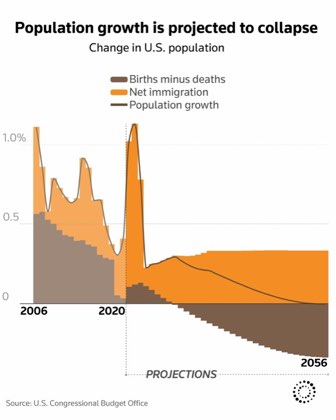 Population growth is projected to collapse
Change in U.S. population
Births minus deaths
Net immigration
Population growth
1.0%
0.5
0
2006
2020
2056
PROJECTIONS
Source: U.S. Congressional Budget Office